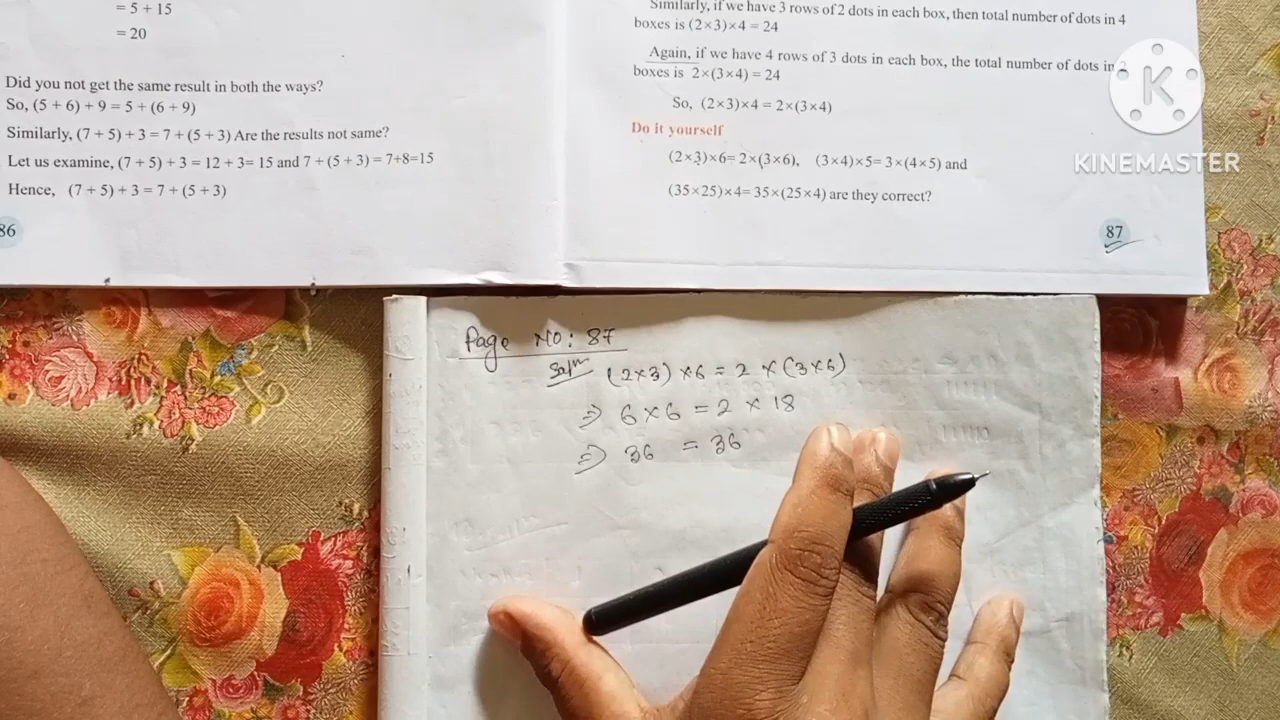 = 5 + 15
= 20
Did you not get the same result in both the ways?
So, (5 + 6) + 9 = 5 + (6 + 9)
Similarly, (7 + 5) + 3 = 7 + (5 + 3) Are the results not same?
Let us examine, (7 + 5) + 3 = 12 + 3= 15 and 7 + (5 + 3) = 7+8=15
Hence, (7 + 5) + 3 = 7 + (5 + 3)
86
Similarly, if we have 3 rows of 2 dots in each box, then total number of dots in 4
boxes is (2×3)×4 = 24
Again, if we have 4 rows of 3 dots in each box, the total number of dots in
boxes is 2×(3×4) = 24
So, (2×3)×4 = 2×(3×4)
Do it yourself
(2×3)×6= 2×(3×6), (3×4)×5= 3×(4×5) and
(35×25)×4= 35×(25×4) are they correct?
87
K
KINEMASTER
Page NO: 87
Sol^n (2×3) ×6 = 2 × (3×6)
⇒ 6×6 = 2 × 18
⇒ 36 = 36